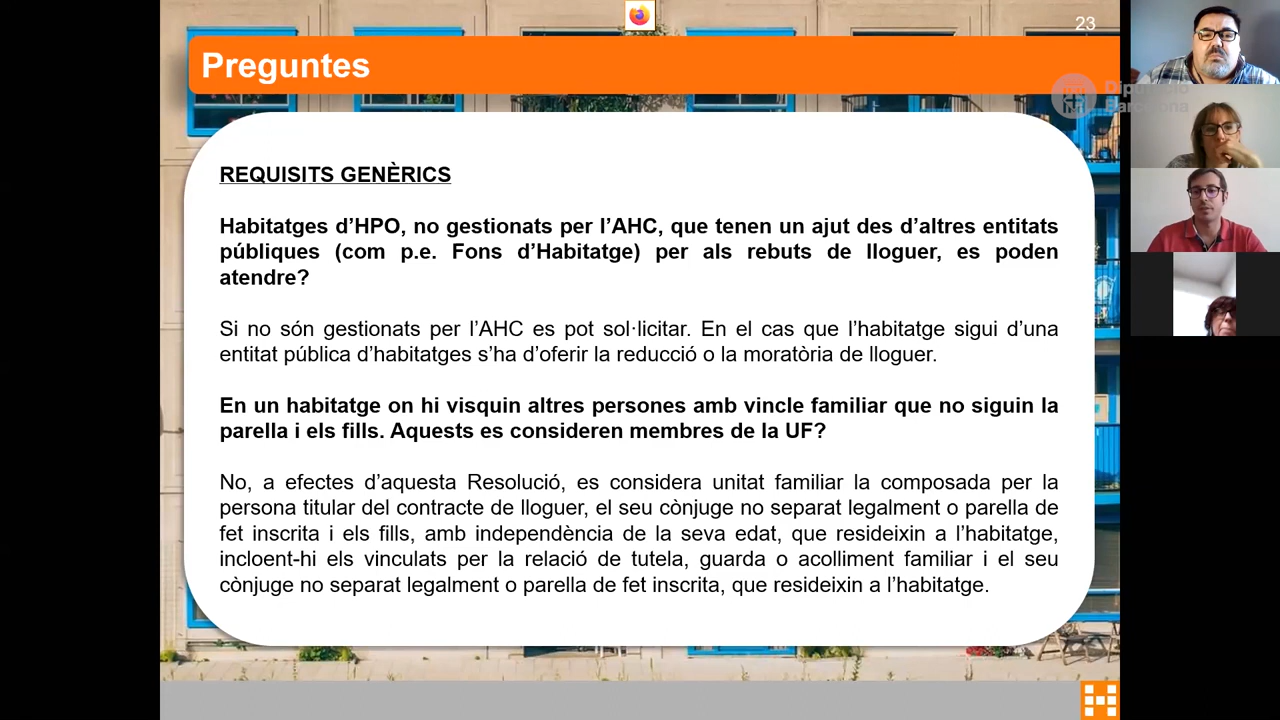 23
Preguntes
Diputació
Barcelona
REQUISITS GENÈRICS
Habitatges d’HPO, no gestionats per l’AHC, que tenen un ajut des d’altres entitats
públiques (com p.e. Fons d’Habitatge) per als rebuts de lloguer, es poden
atendre?
Si no són gestionats per l’AHC es pot sol·licitar. En el cas que l’habitatge sigui d’una
entitat pública d’habitatges s’ha d’oferir la reducció o la moratòria de lloguer.
En un habitatge on hi visquin altres persones amb vincle familiar que no siguin la
parella i els fills. Aquests es consideren membres de la UF?
No, a efectes d’aquesta Resolució, es considera unitat familiar la composada per la
persona titular del contracte de lloguer, el seu cònjuge no separat legalment o parella de
fet inscrita i els fills, amb independència de la seva edat, que resideixin a l’habitatge,
incloent-hi els vinculats per la relació de tutela, guarda o acolliment familiar i el seu
cònjuge no separat legalment o parella de fet inscrita, que resideixin a l’habitatge.